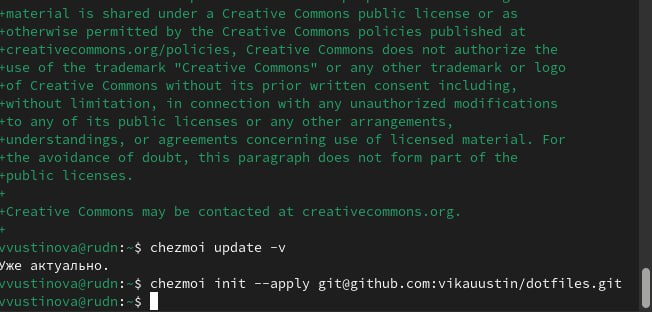 +material is shared under a Creative Commons public license or as
+otherwise permitted by the Creative Commons policies published at
+creativecommons.org/policies, Creative Commons does not authorize the
+use of the trademark "Creative Commons" or any other trademark or logo
+of Creative Commons without its prior written consent including,
+without limitation, in connection with any unauthorized modifications
+to any of its public licenses or any other arrangements,
+understandings, or agreements concerning use of licensed material. For
+the avoidance of doubt, this paragraph does not form part of the
+public licenses.
+
+Creative Commons may be contacted at creativecommons.org.
+
vvustinova@rudn:~$ chezmoi update -v
Уже актуально.
vvustinova@rudn:~$ chezmoi init --apply git@github.com:vikauustin/dotfiles.git
vvustinova@rudn:~$